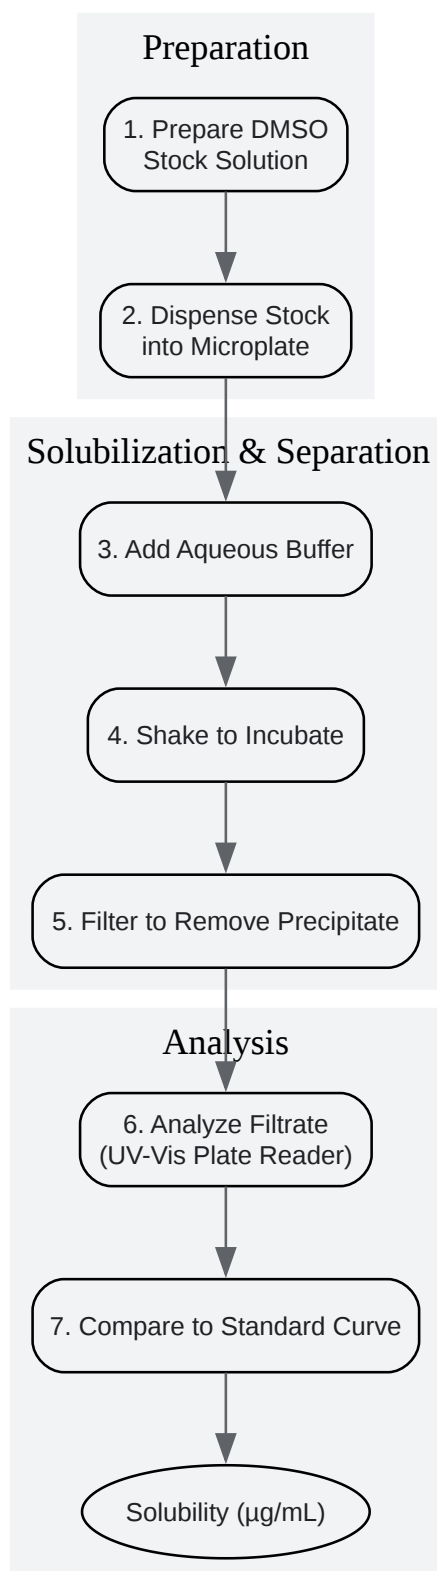 Preparation
1. Prepare DMSO
Stock Solution
2. Dispense Stock
into Microplate
Solubilization & Separation
3. Add Aqueous Buffer
4. Shake to Incubate
5. Filter to Remove Precipitate
Analysis
6. Analyze Filtrate
(UV-Vis Plate Reader)
7. Compare to Standard Curve
Solubility (µg/mL)